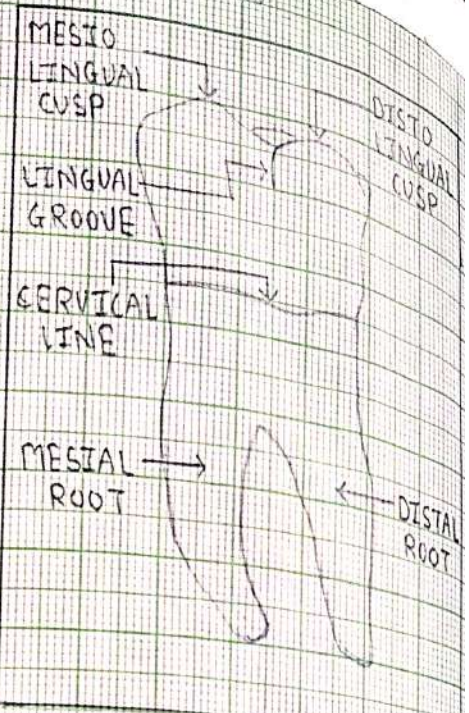 MESIO
LINGUAL
CUSP
DISTO
LINGUAL
CUSP
LINGUAL
GROOVE
CERVICAL
LINE
MESIAL
ROOT
DISTAL
ROOT